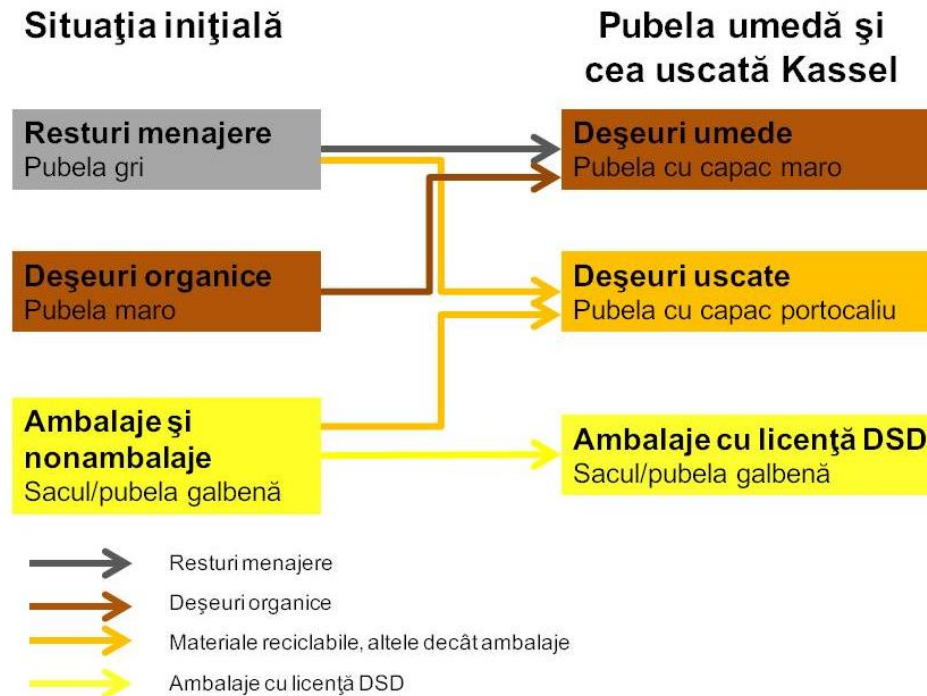 Situaţia iniţială
Pubela umedă şi
cea uscată Kassel
Resturi menajere
Pubela gri
Deşeuri umede
Pubela cu capac maro
Deşeuri organice
Pubela maro
Deşeuri uscate
Pubela cu capac portocaliu
Ambalaje şi
nonambalaje
Sacul/pubela galbenă
Ambalaje cu licenţă DSD
Sacul/pubela galbenă
Resturi menajere
Deşeuri organice
Materiale reciclabile, altele decât ambalaje
Ambalaje cu licenţă DSD